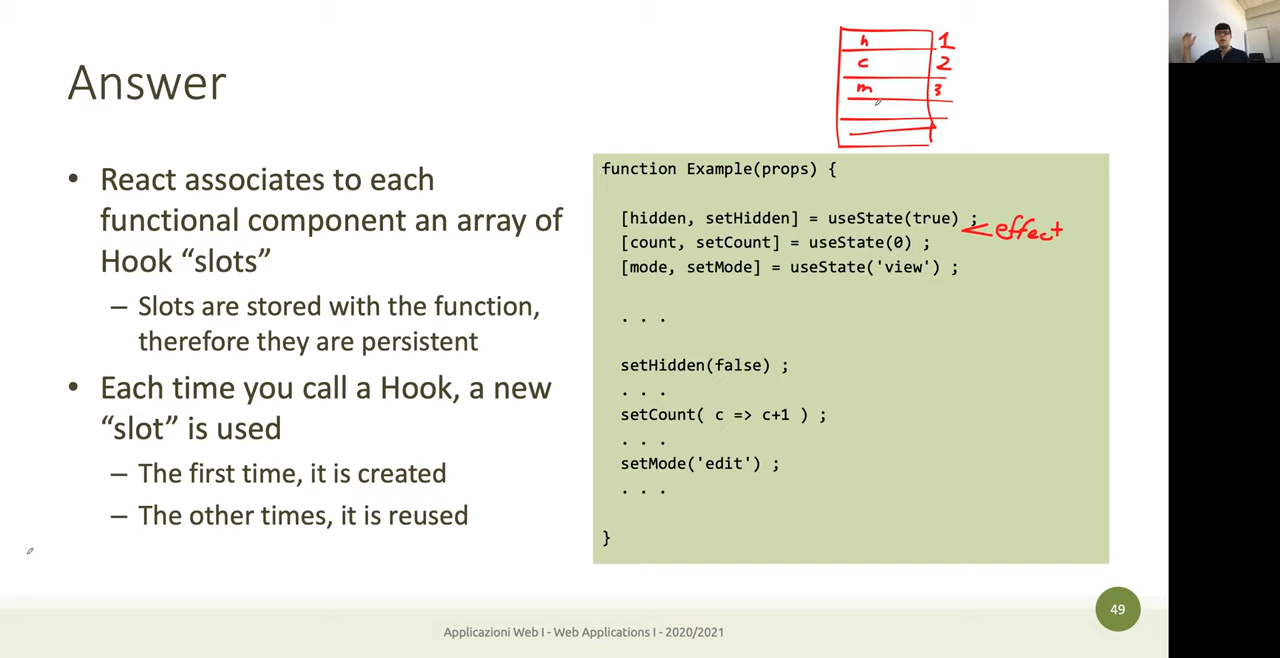 Answer
h 1
c 2
m 3
• React associates to each
functional component an array of
Hook “slots”
– Slots are stored with the function,
therefore they are persistent
• Each time you call a Hook, a new
“slot” is used
– The first time, it is created
– The other times, it is reused
function Example(props) {
[hidden, setHidden] = useState(true) ;
<effect
[count, setCount] = useState(0) ;
[mode, setMode] = useState('view') ;
. . .
setHidden(false) ;
. . .
setCount( c => c+1 ) ;
. . .
setMode('edit') ;
. . .
}
49
Applicazioni Web I - Web Applications I - 2020/2021